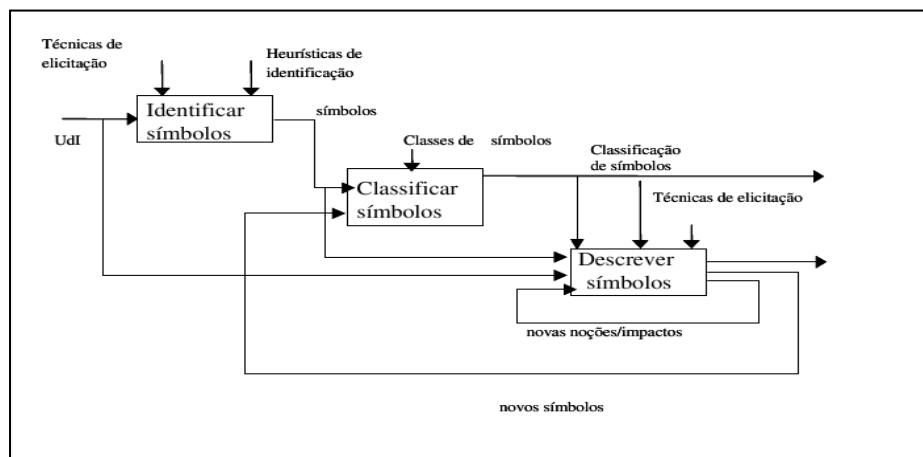 Técnicas de
elicitação
Heurísticas de
identificação
Identificar
símbolos
símbolos
UdI
Classes de símbolos
Classificação
de símbolos
Classificar
símbolos
Técnicas de elicitação
Descrever
símbolos
novas noções/impactos
novos símbolos